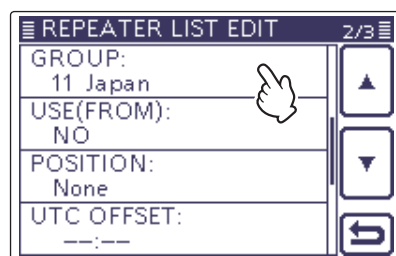 REPEATER LIST EDIT 2/3
GROUP:
11 Japan
USE(FROM):
NO
POSITION:
None
UTC OFFSET:
--:--